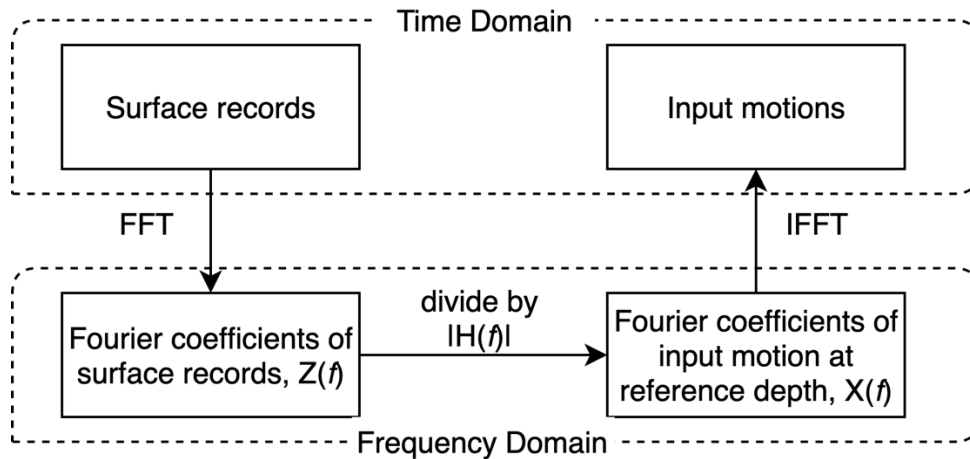 Time Domain
Surface records
Input motions
FFT
IFFT
divide by
|H(f)|
Fourier coefficients of
surface records, Z(f)
Fourier coefficients of
input motion at
reference depth, X(f)
Frequency Domain